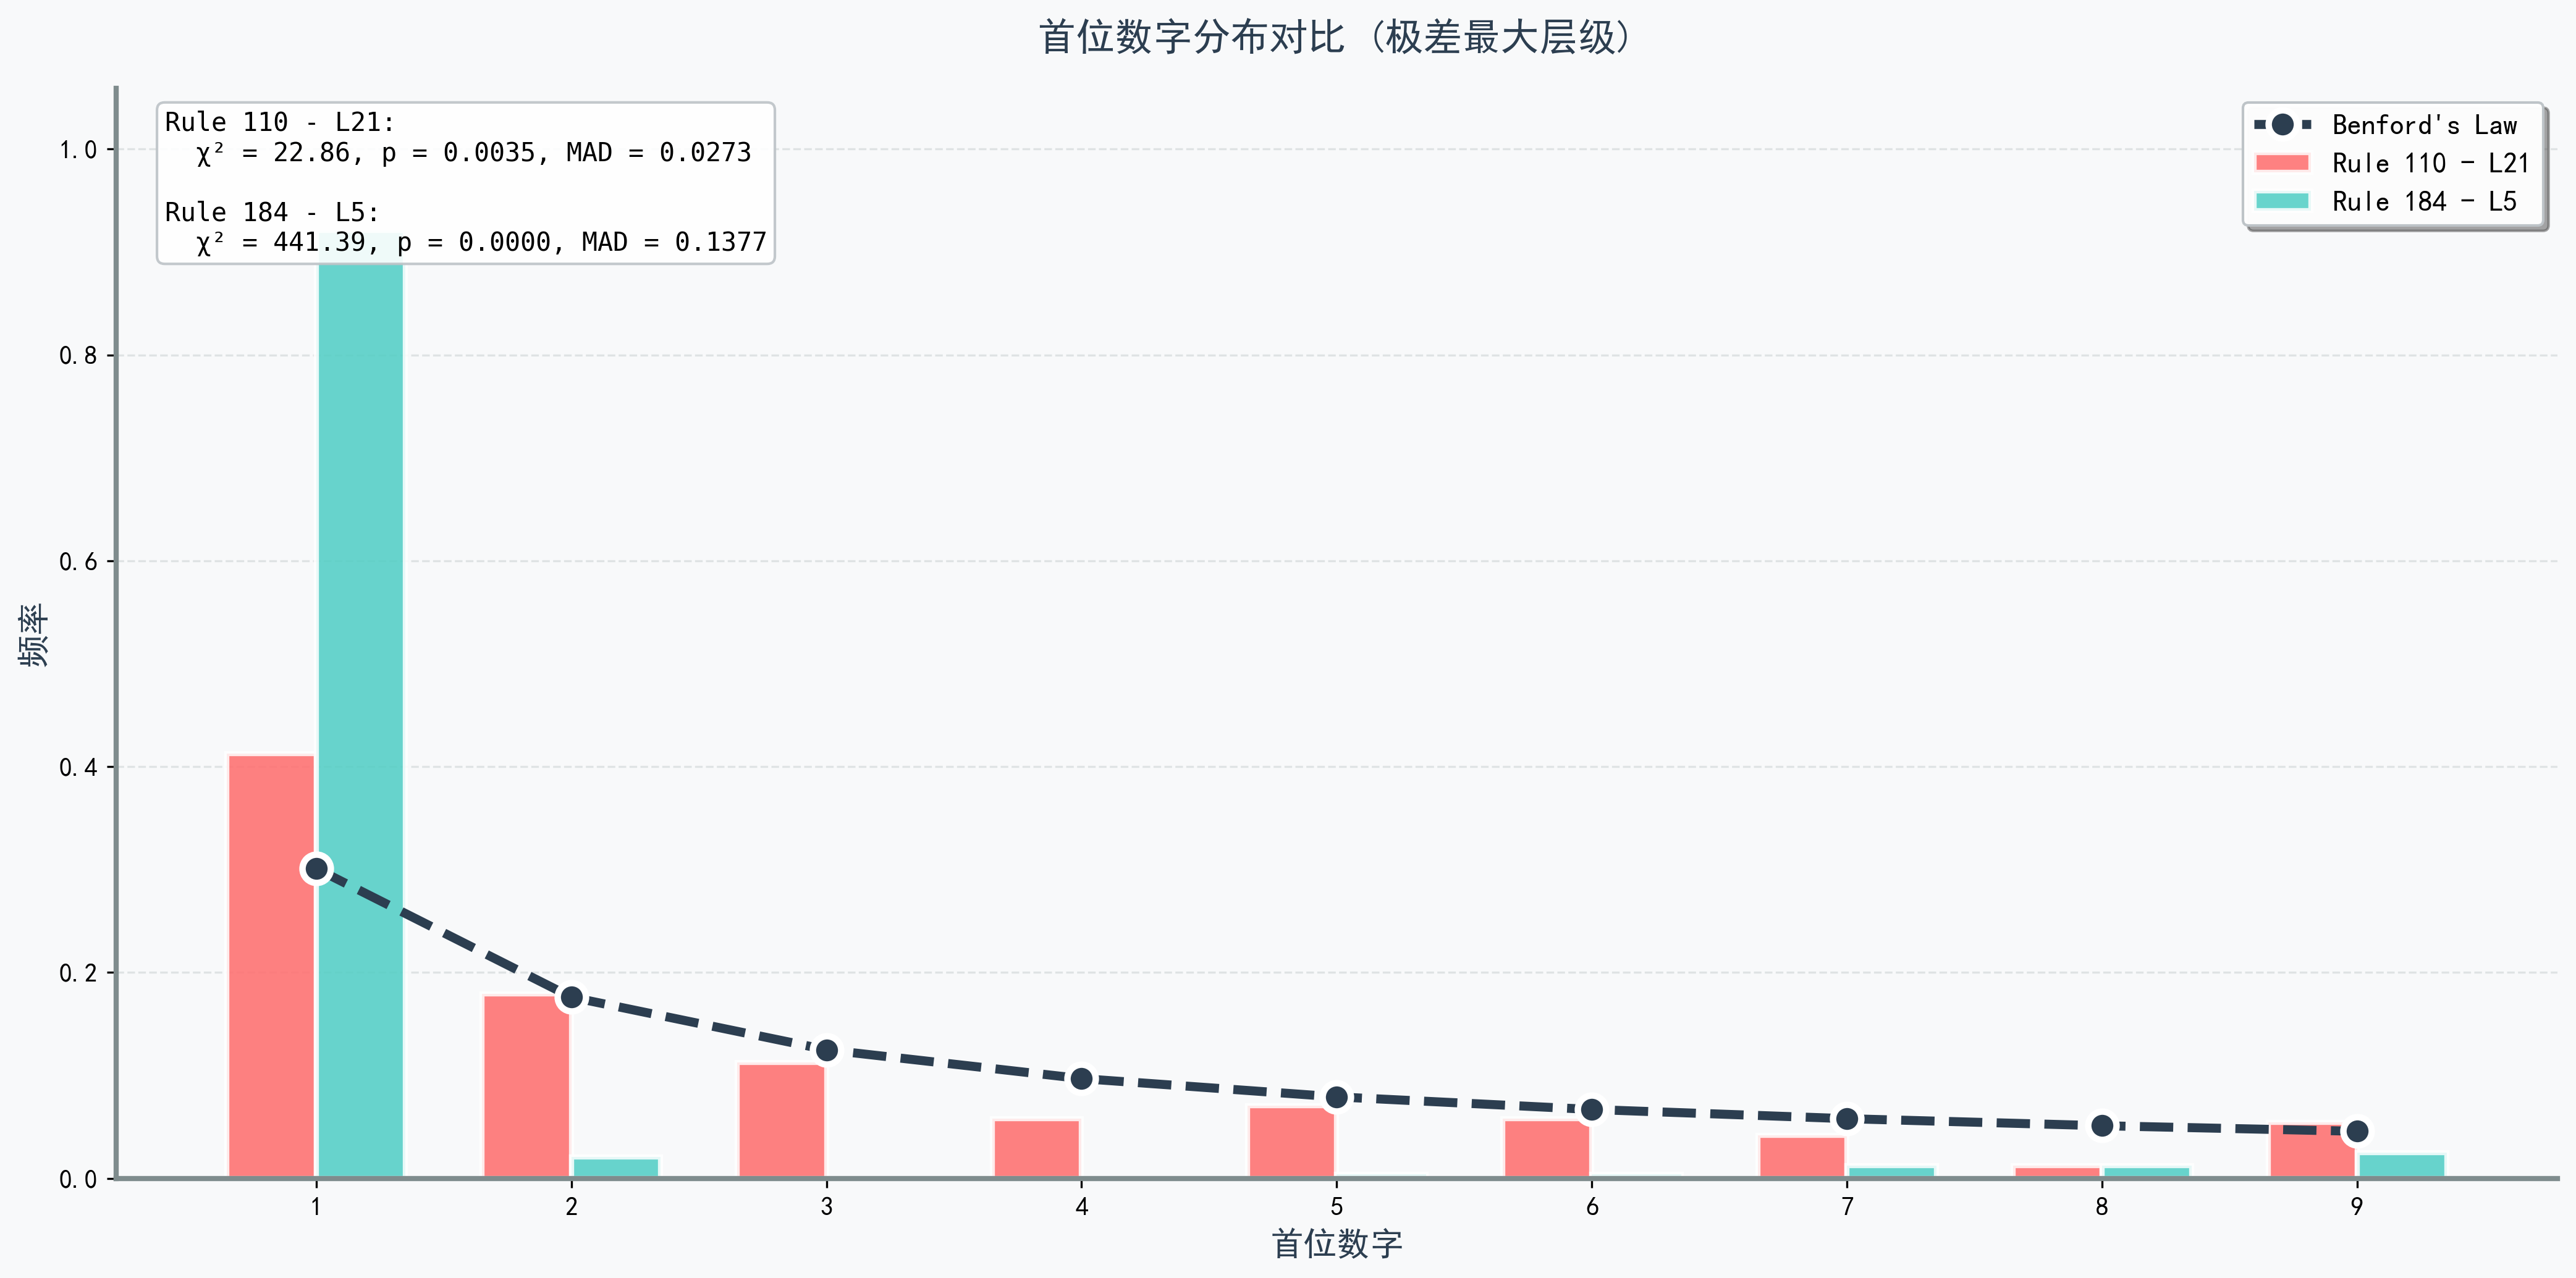 首位数字分布对比 (极差最大层级)
Rule 110 - L21:
χ² = 22.86, p = 0.0035, MAD = 0.0273
Rule 184 - L5:
χ² = 441.39, p = 0.0000, MAD = 0.1377
Benford's Law
Rule 110 - L21
Rule 184 - L5
频率
1.0
0.8
0.6
0.4
0.2
0.0
1 2 3 4 5 6 7 8 9
首位数字